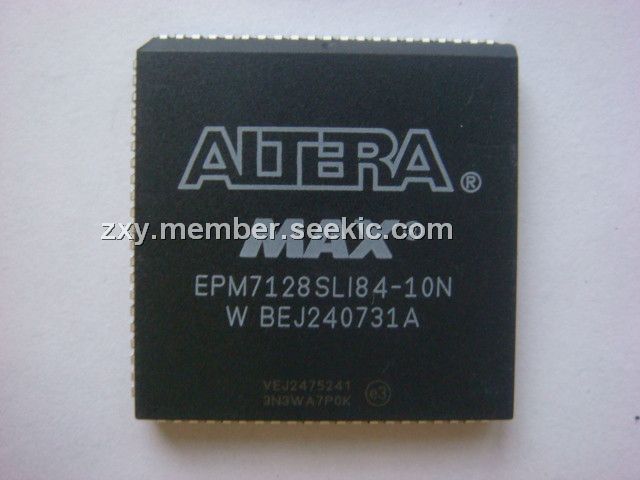 ALTERA®
MAX®
zxy.member.seekic.com
EPM7128SLI84-10N
W BEJ240731A
VEJ2475241
3N3WA7P0K e3